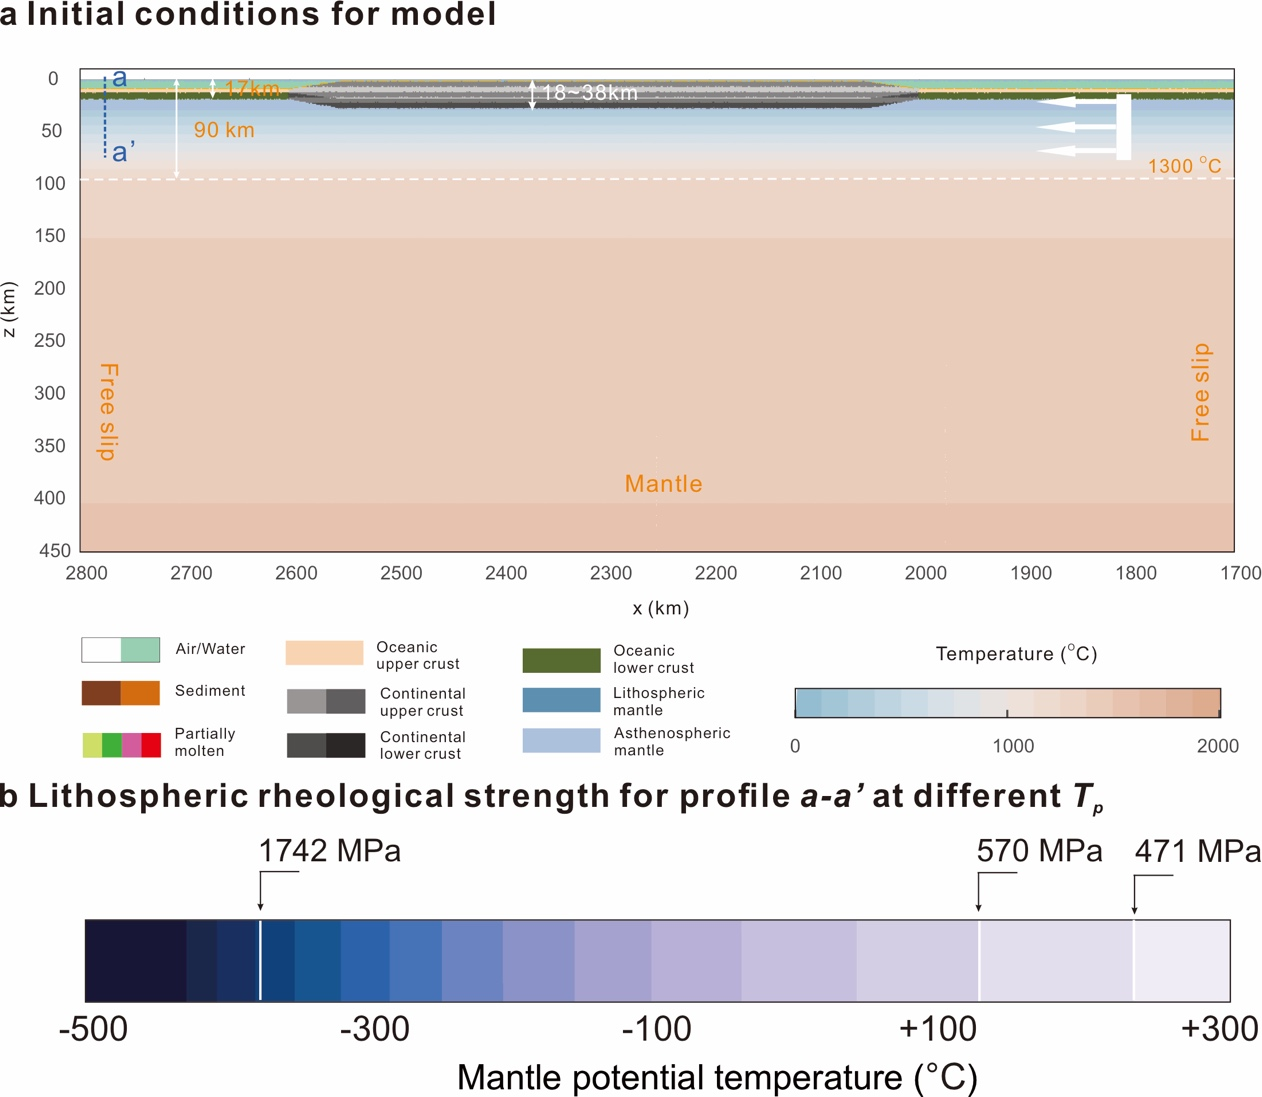 a Initial conditions for model
0
50
100
150
200
250
300
350
400
450
z (km)
a
a’
17km
90 km
18~38km
1300 °C
Free slip
Free slip
Mantle
2800
2700
2600
2500
2400
2300
2200
2100
2000
1900
1800
1700
x (km)
Air/Water
Sediment
Partially
molten
Oceanic
upper crust
Continental
upper crust
Continental
lower crust
Oceanic
lower crust
Lithospheric
mantle
Asthenospheric
mantle
Temperature (°C)
0
1000
2000
b Lithospheric rheological strength for profile a-a’ at different Tp
1742 MPa
570 MPa
471 MPa
-500
-300
-100
+100
+300
Mantle potential temperature (°C)